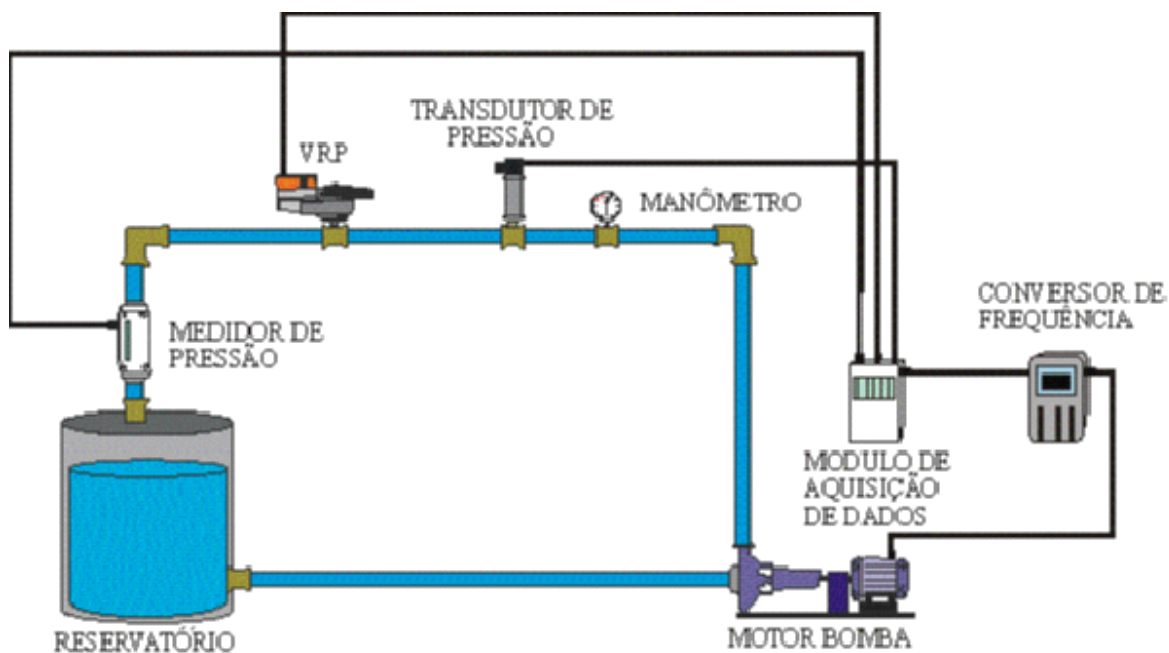 TRANSDUTOR DE
PRESSÃO
VRP
MANÔMETRO
CONVERSOR DE
FREQUÊNCIA
MEDIDOR DE
PRESSÃO
MODULO DE
AQUISIÇÃO
DE DADOS
RESERVATÓRIO
MOTOR BOMBA